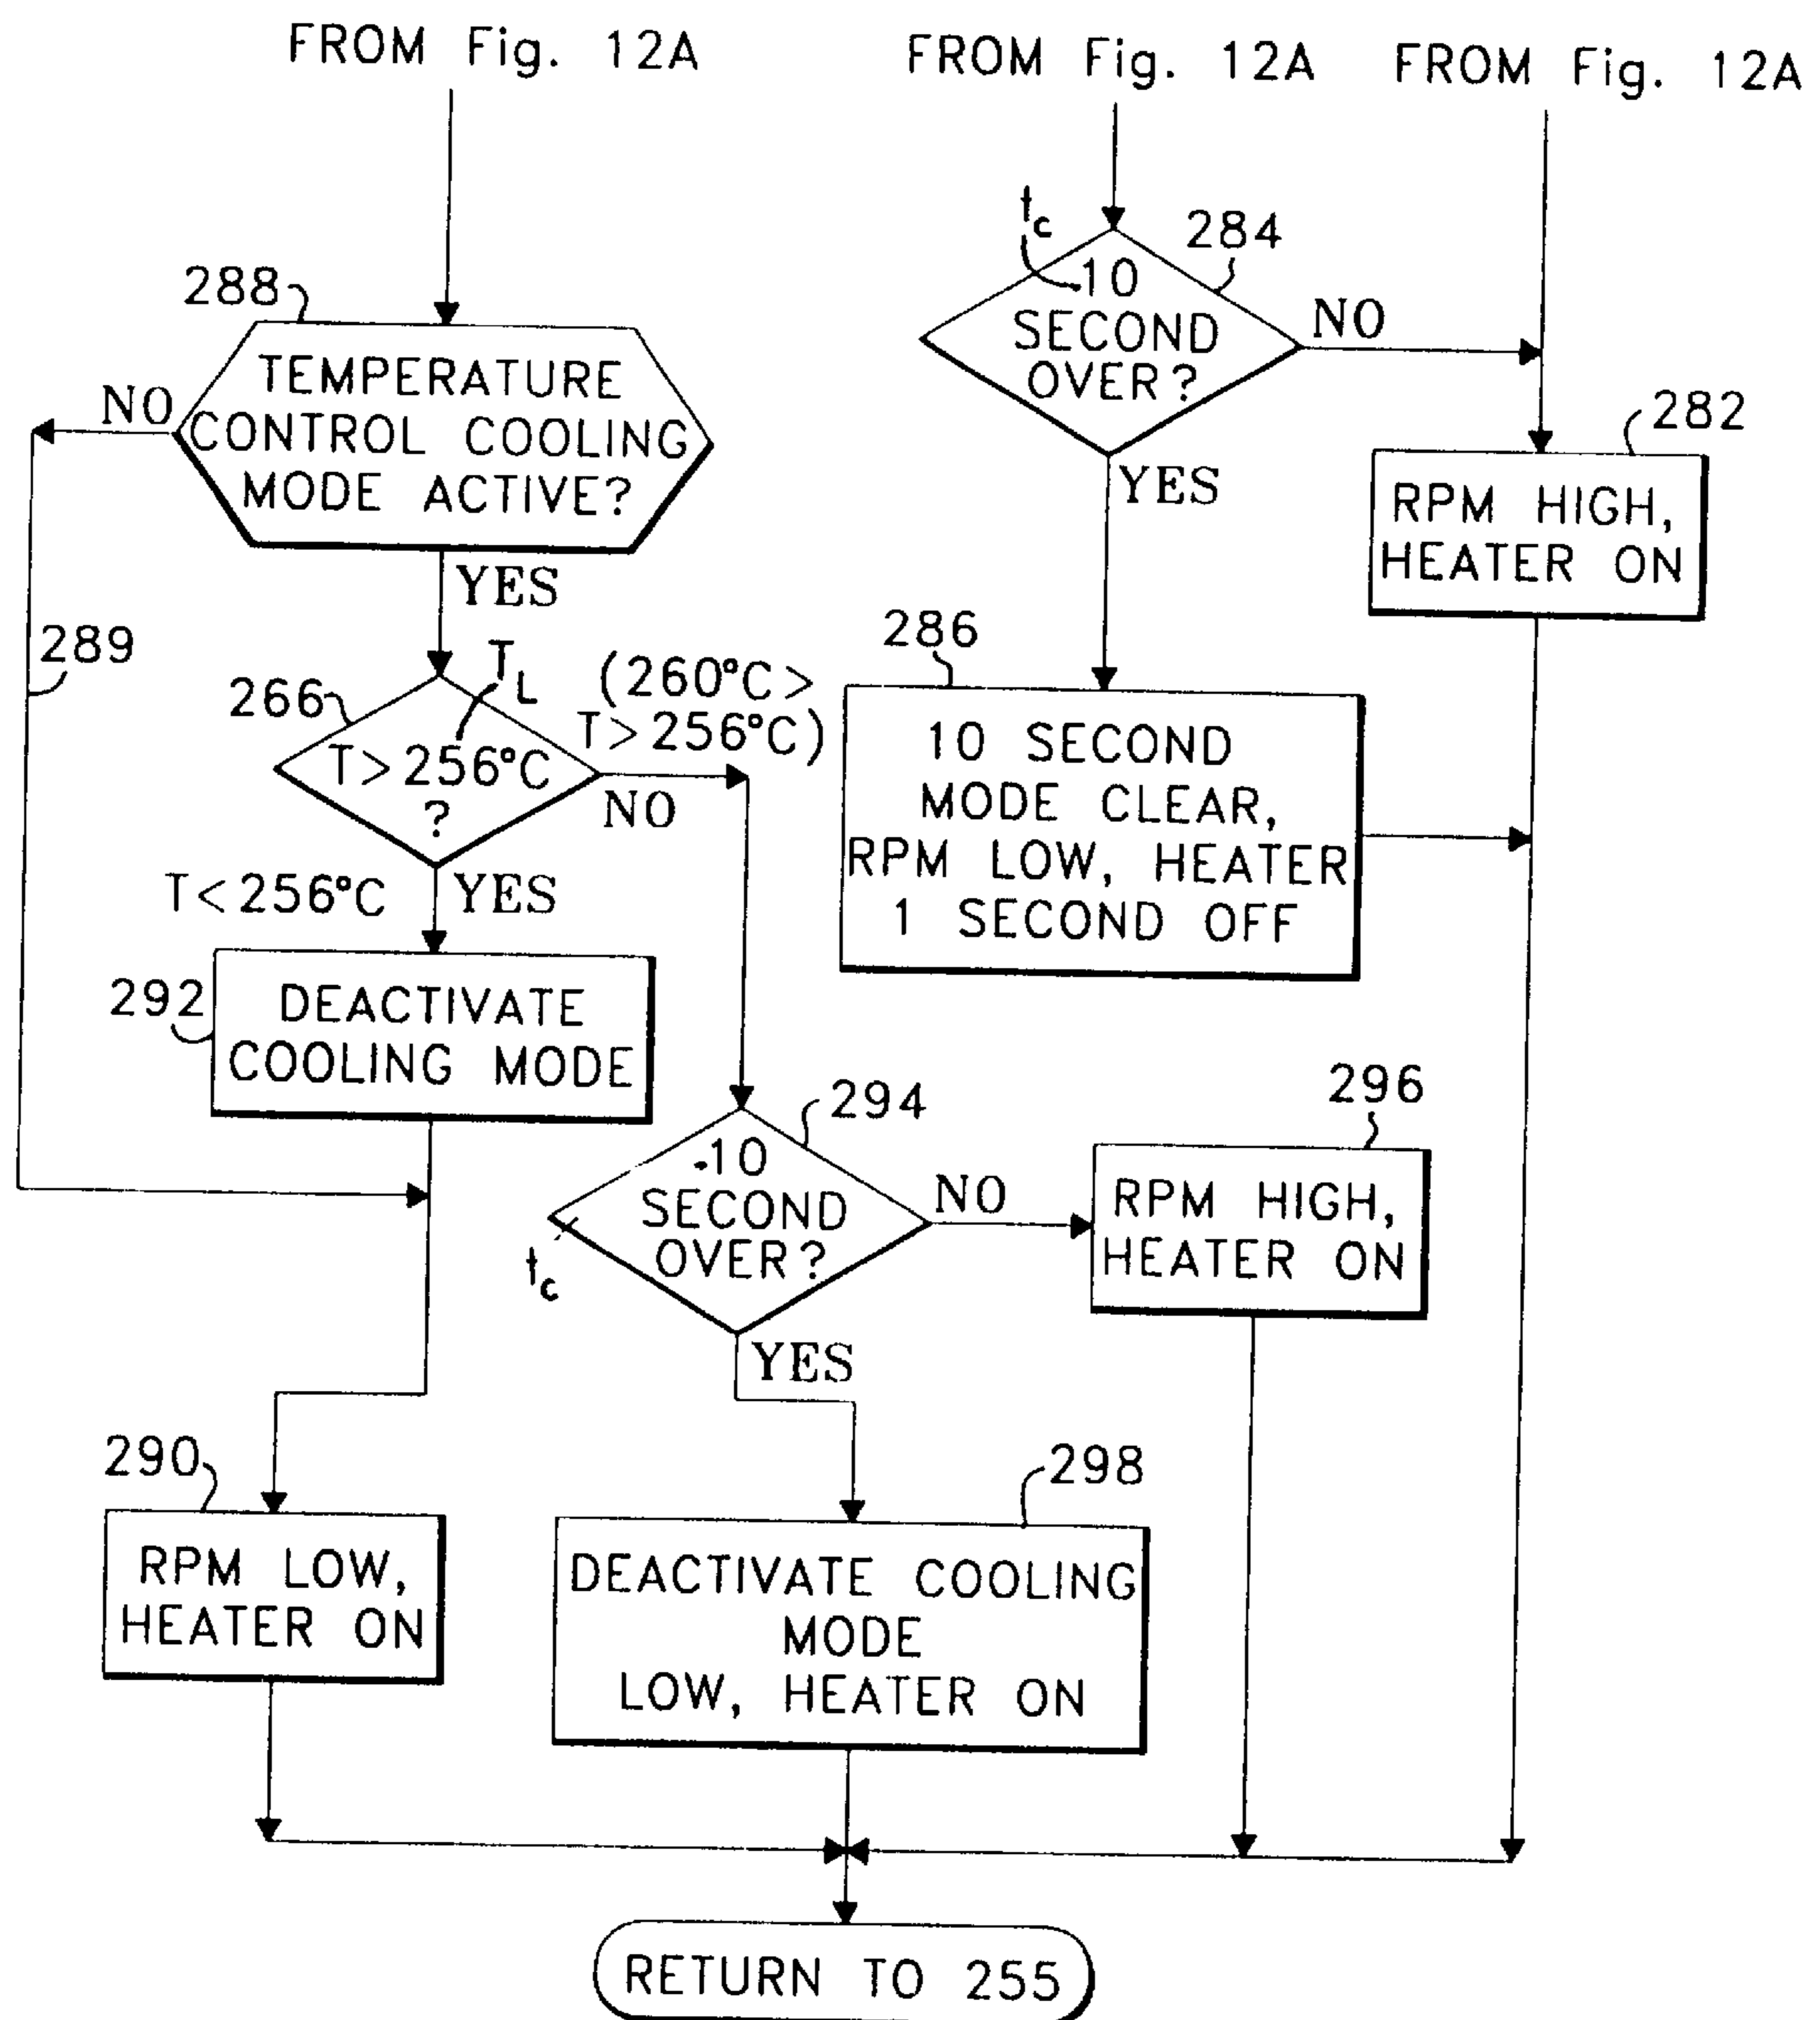 FROM Fig. 12A
FROM Fig. 12A
FROM Fig. 12A
tc
284
10
SECOND
OVER?
NO
YES
288
TEMPERATURE
CONTROL COOLING
MODE ACTIVE?
NO
YES
289
282
RPM HIGH,
HEATER ON
286
10 SECOND
MODE CLEAR,
RPM LOW, HEATER
1 SECOND OFF
266
TL
(260°C>
T>256°C)
T>256°C
?
NO
T<256°C
YES
292
DEACTIVATE
COOLING MODE
294
10
SECOND
OVER?
tc
NO
YES
296
RPM HIGH,
HEATER ON
290
RPM LOW,
HEATER ON
298
DEACTIVATE COOLING
MODE
LOW, HEATER ON
RETURN TO 255